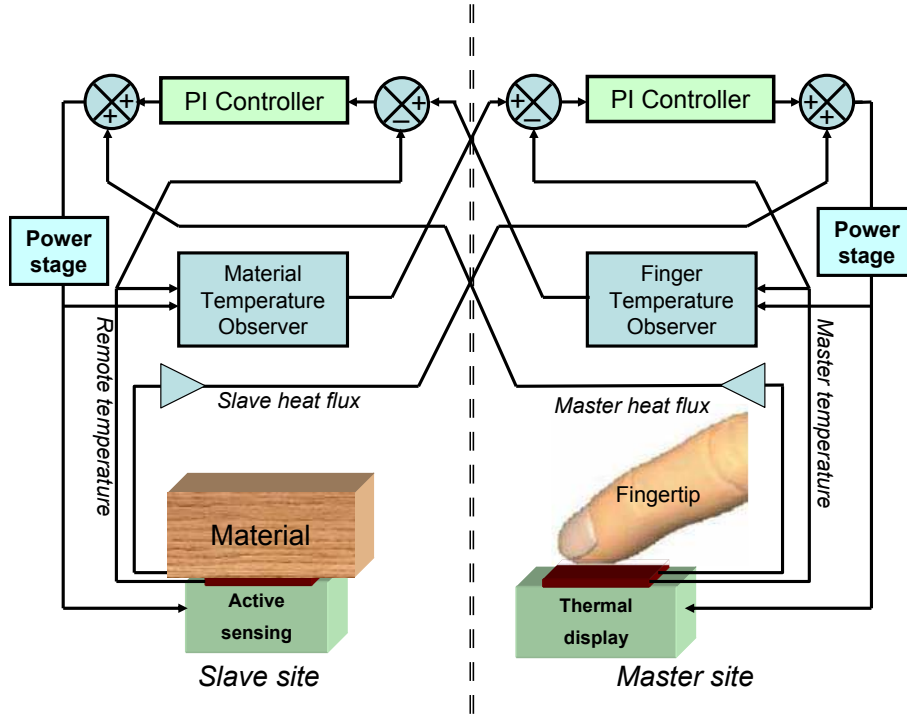 PI Controller
PI Controller
+
+
+
−
+
−
+
+
Power
stage
Power
stage
Material
Temperature
Observer
Finger
Temperature
Observer
Remote temperature
Master temperature
Slave heat flux
Master heat flux
Material
Fingertip
Active
sensing
Thermal
display
Slave site
Master site